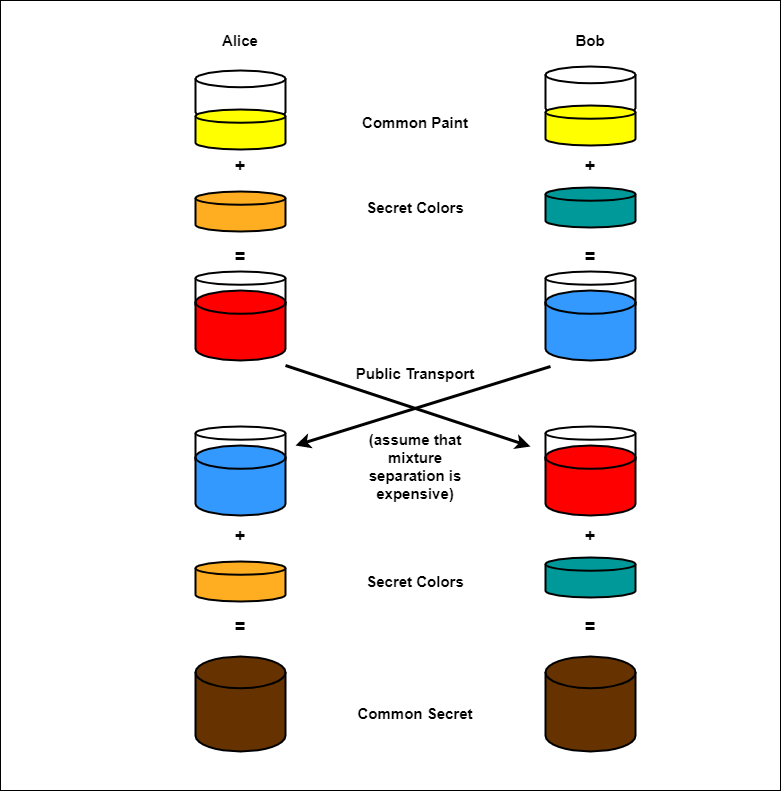 Alice Bob
Common Paint
+ +
Secret Colors
= =
Public Transport
(assume that
mixture
separation is
expensive)
+ +
Secret Colors
= =
Common Secret